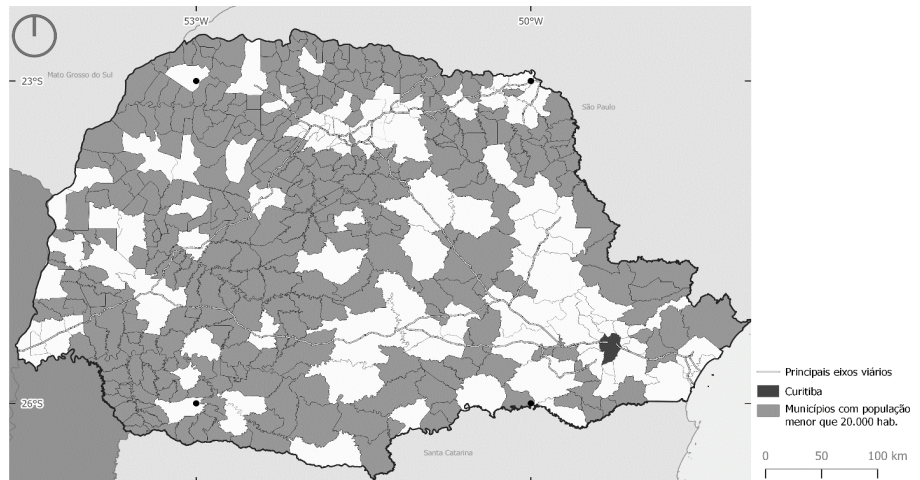 53°W
50°W
23°S
Mato Grosso do Sul
São Paulo
26°S
Santa Catarina
Principais eixos viários
Curitiba
Municípios com população
menor que 20.000 hab.
0 50 100 km